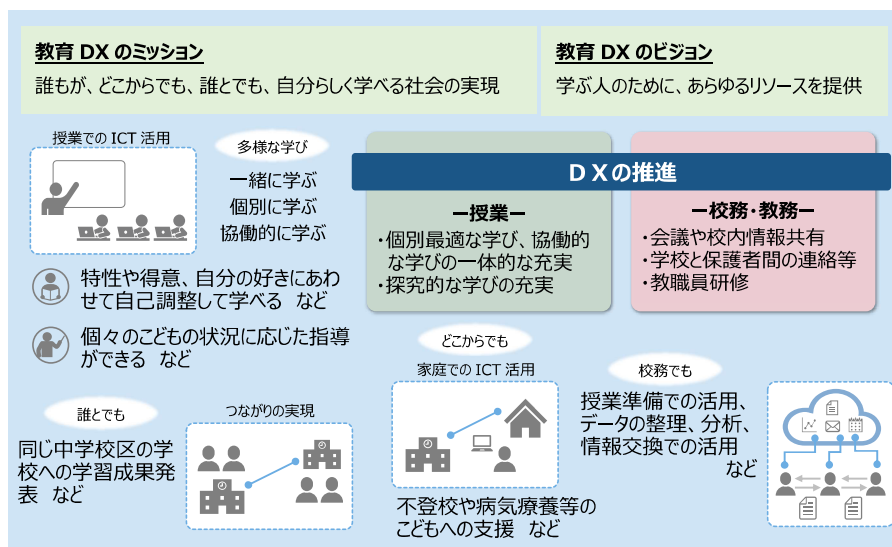 教育 DX のミッション
誰もが、どこからでも、誰とでも、自分らしく学べる社会の実現
教育 DX のビジョン
学ぶ人のために、あらゆるリソースを提供
授業での ICT 活用
多様な学び
一緒に学ぶ
個別に学ぶ
協働的に学ぶ
特性や得意、自分の好きにあわ
せて自己調整して学べる など
個々のこどもの状況に応じた指導
ができる など
DXの推進
ー授業ー
・個別最適な学び、協働的
な学びの一体的な充実
・探究的な学びの充実
ー校務・教務ー
・会議や校内情報共有
・学校と保護者間の連絡等
・教職員研修
誰とでも
同じ中学校区の学
校への学習成果発
表 など
つながりの実現
どこからでも
家庭での ICT 活用
不登校や病気療養等の
こどもへの支援 など
校務でも
授業準備での活用、
データの整理、分析、
情報交換での活用
など